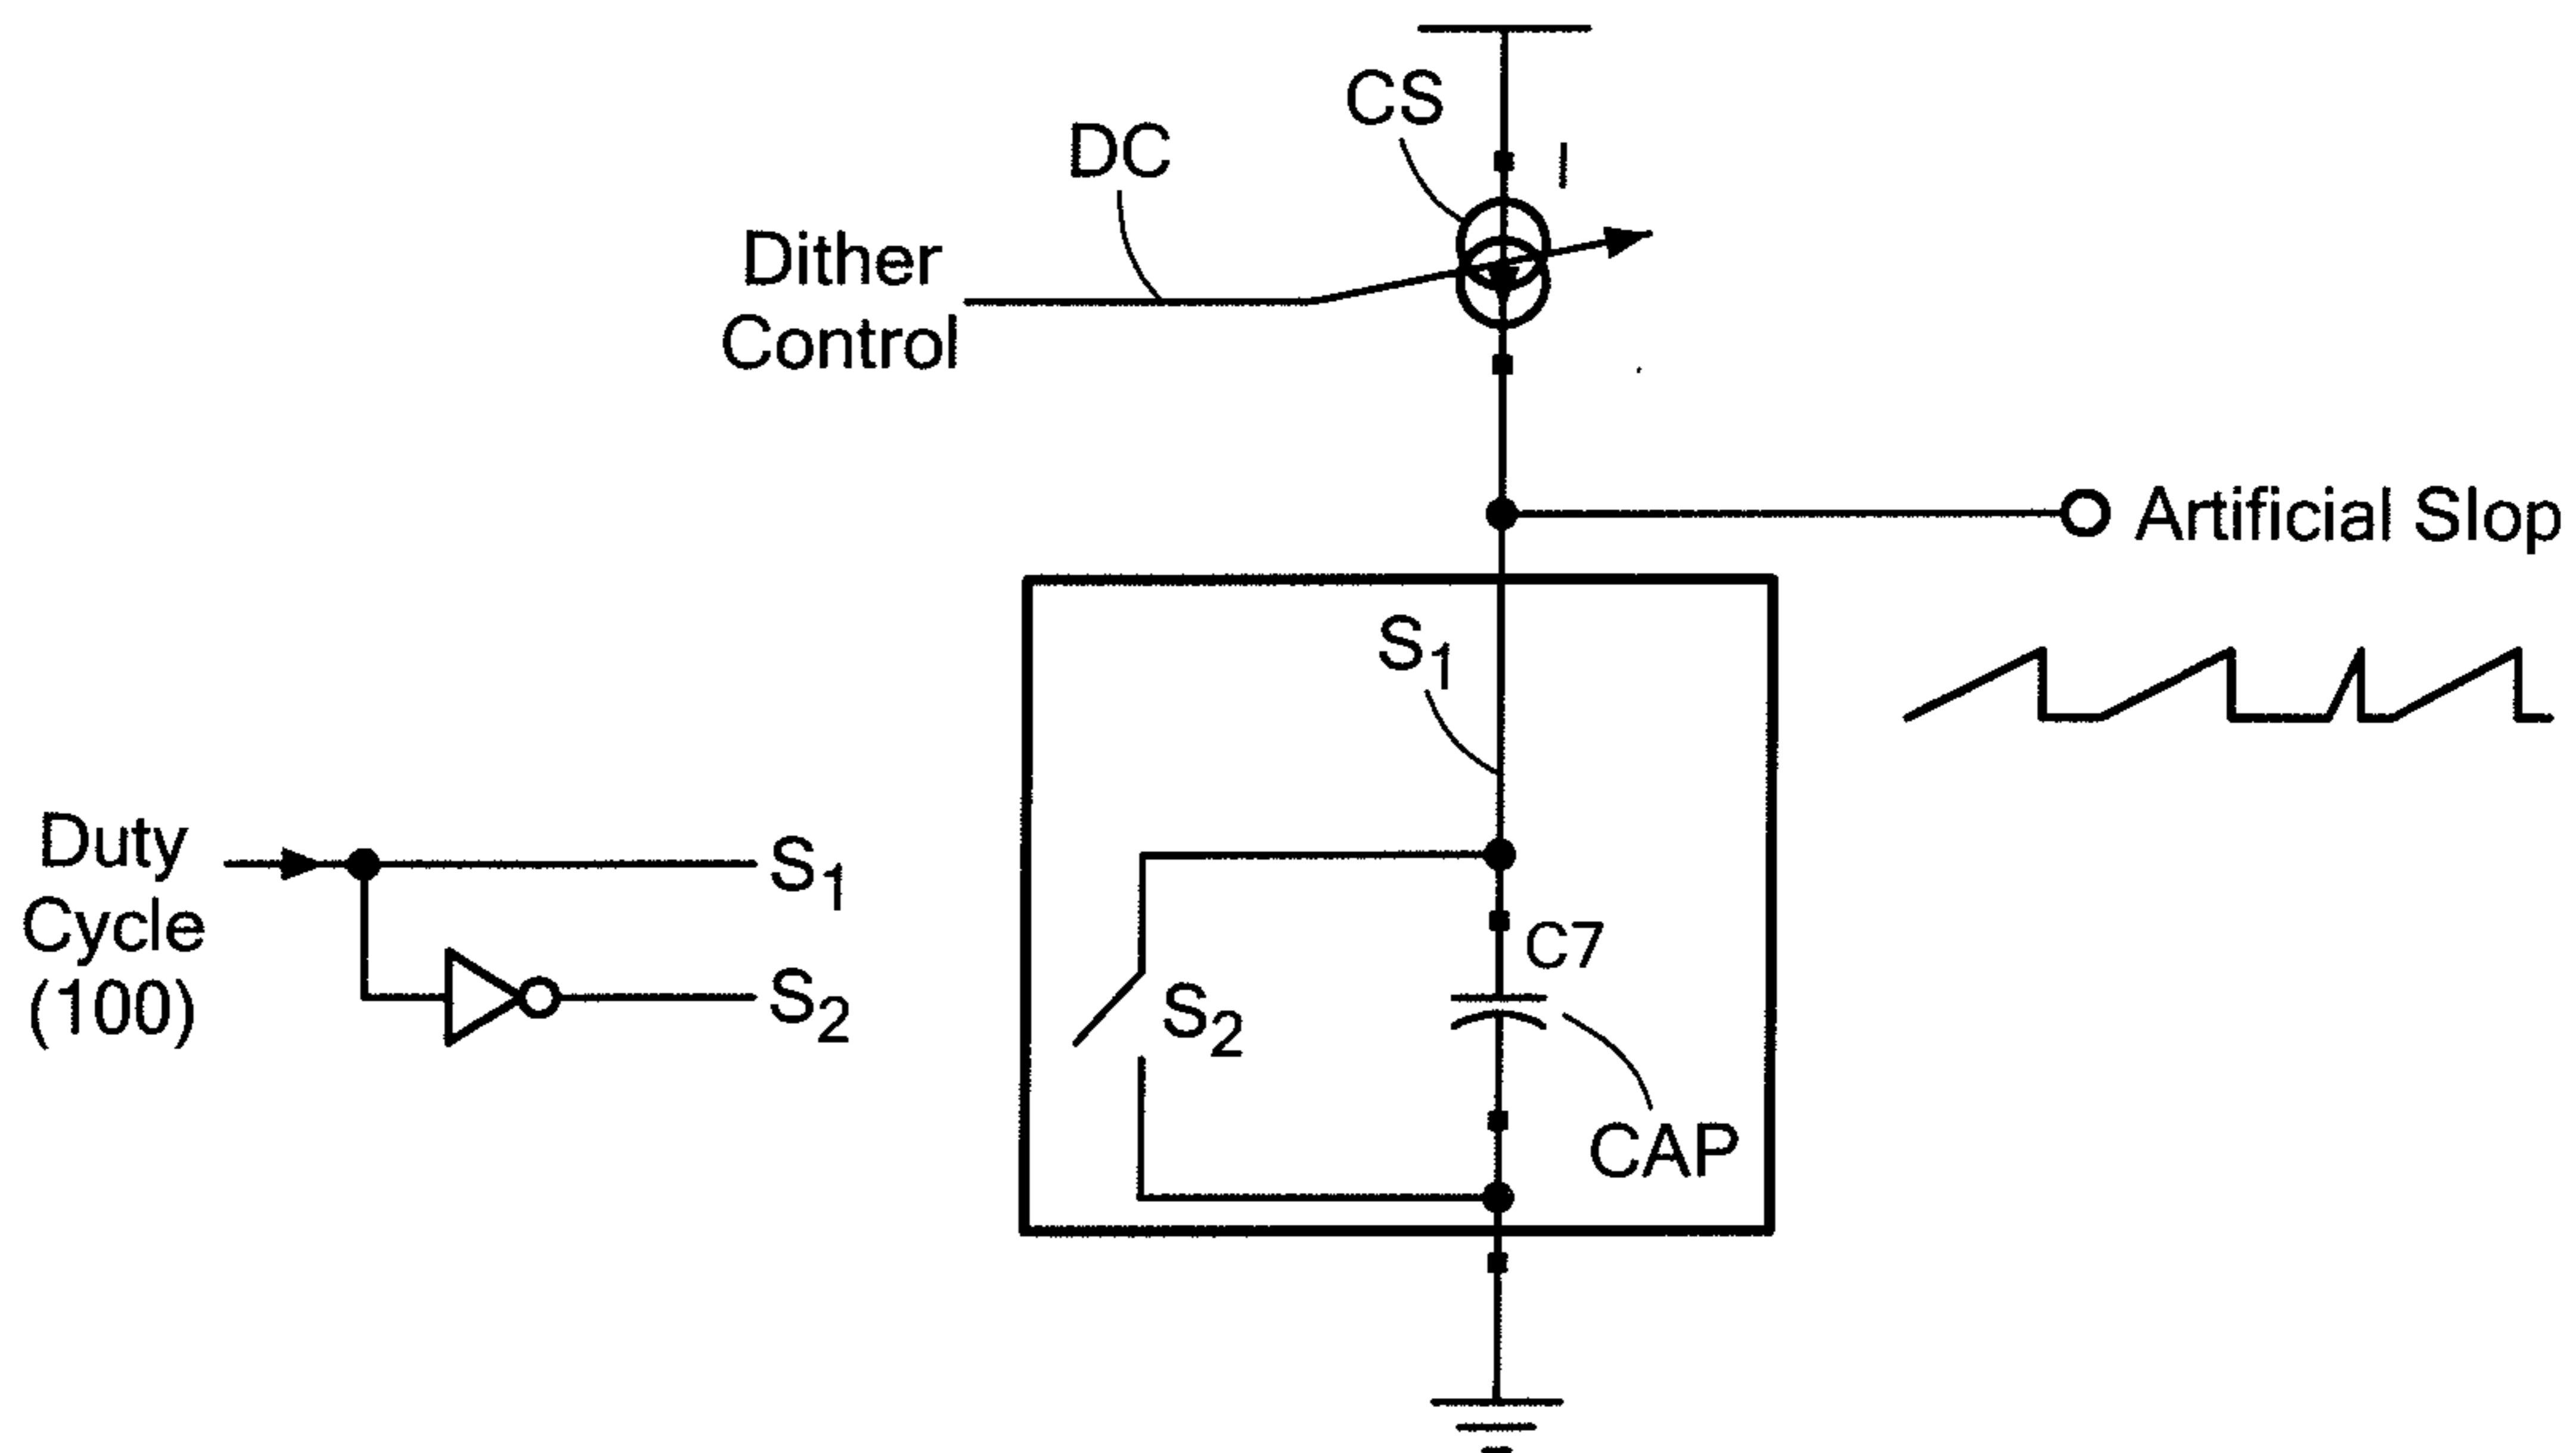 CS
I
DC
Dither
Control
Artificial Slop
S1
Duty
Cycle
(100)
S1
S2
C7
S2
CAP